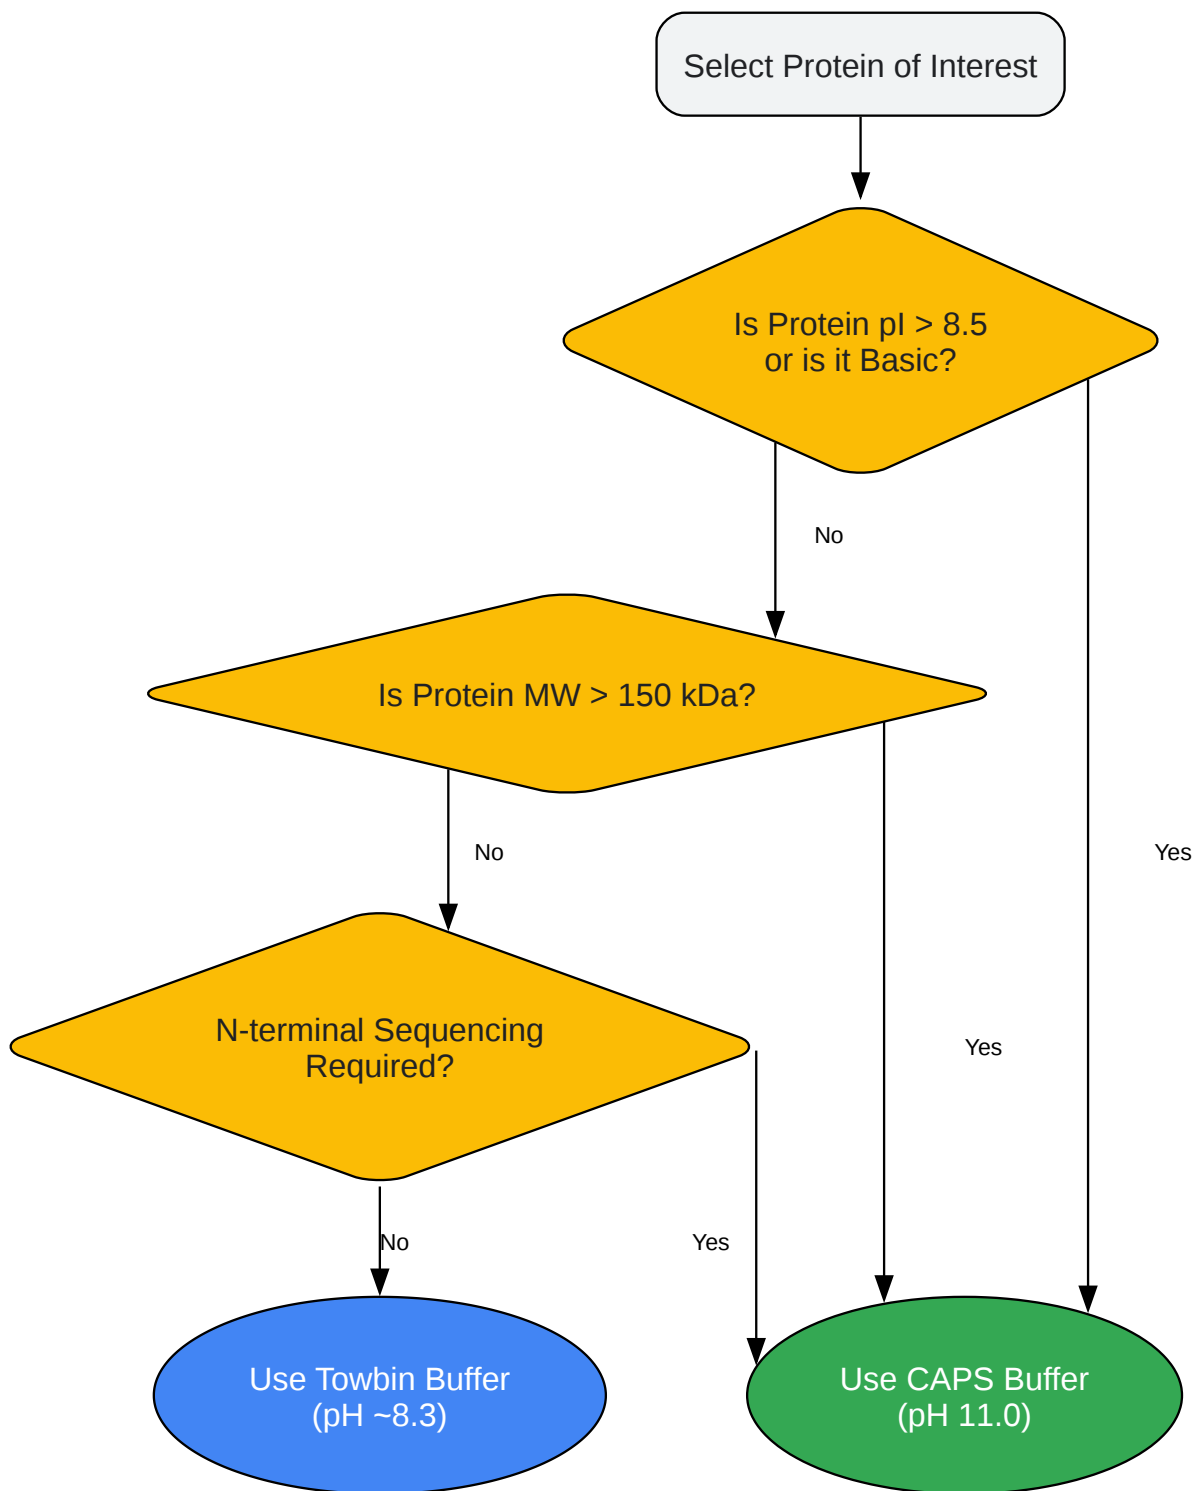 Select Protein of Interest
Is Protein pI > 8.5
or is it Basic?
No
Is Protein MW > 150 kDa?
No
Yes
N-terminal Sequencing
Required?
Yes
No
Yes
Use Towbin Buffer
(pH ~8.3)
Use CAPS Buffer
(pH 11.0)